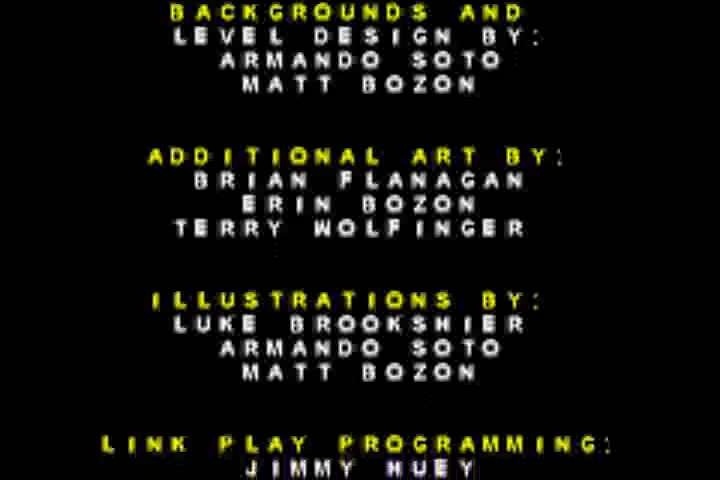 BACKGROUNDS AND
LEVEL DESIGN BY:
ARMANDO SOTO
MATT BOZON
ADDITIONAL ART BY:
BRIAN FLANAGAN
ERIN BOZON
TERRY WOLFINGER
ILLUSTRATIONS BY:
LUKE BROOKSHIER
ARMANDO SOTO
MATT BOZON
LINK PLAY PROGRAMMING:
JIMMY HUEY